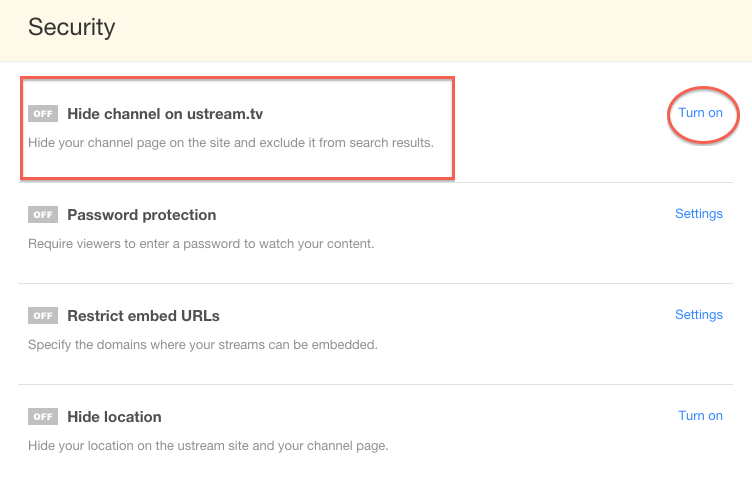 Security
OFF Hide channel on ustream.tv Turn on
Hide your channel page on the site and exclude it from search results.
OFF Password protection Settings
Require viewers to enter a password to watch your content.
OFF Restrict embed URLs Settings
Specify the domains where your streams can be embedded.
OFF Hide location Turn on
Hide your location on the ustream site and your channel page.